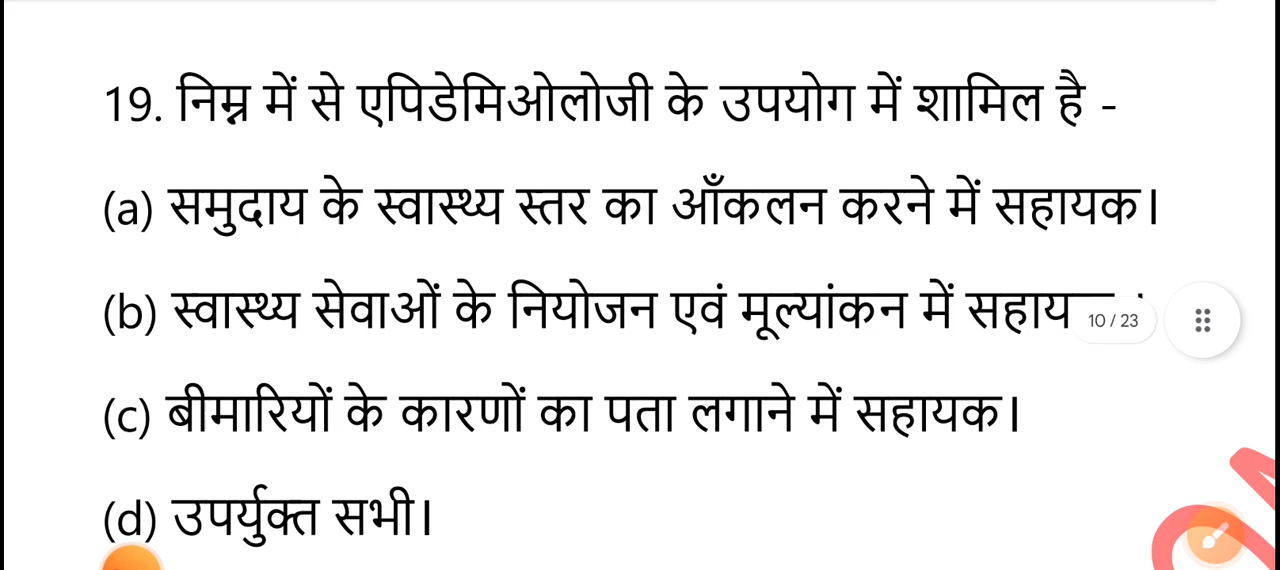 19. निम्न में से एपिडेमिओलोजी के उपयोग में शामिल है -
(a) समुदाय के स्वास्थ्य स्तर का आँकलन करने में सहायक।
(b) स्वास्थ्य सेवाओं के नियोजन एवं मूल्यांकन में
10 / 23
(c) बीमारियों के कारणों का पता लगाने में सहायक।
(d) उपर्युक्त सभी।